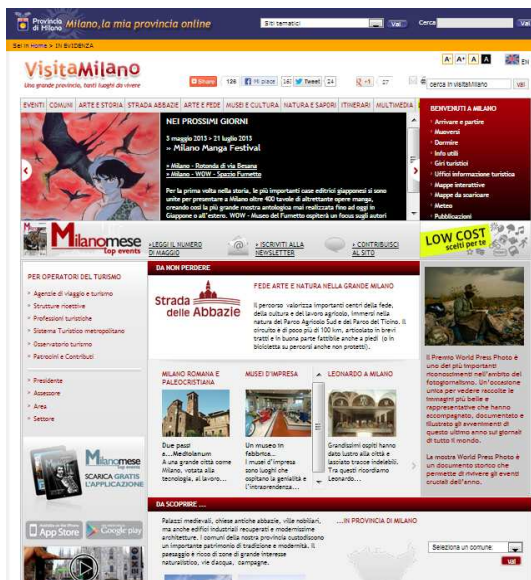 Provincia
di Milano
Milano, la mia provincia online
Siti tematici
Vai
Cerca
Vai
Sei in Home > IN EVIDENZA
VisitaMilano
Una grande provincia, tanti luoghi da vivere
Share
126
Mi piace
Tweet
24
+1
27
A A+ A A
EN
cerca in visitaMilano
vai
EVENTI COMUNI ARTE E STORIA STRADA ABBAZIE ARTE E FEDE MUSEI E CULTURA NATURA E SAPORI ITINERARI MULTIMEDIA
NEI PROSSIMI GIORNI
3 maggio 2013 > 21 luglio 2013
» Milano Manga Festival
» Milano - Rotonda di via Besana
» Milano - WOW - Spazio Fumetto
Per la prima volta nella storia, le più importanti case editrici giapponesi si sono
unite per presentare a Milano oltre 400 tavole di altrettante opere manga,
creando così la più grande mostra antologica mai realizzata fino ad oggi in
Giappone o all'estero. WOW - Museo del Fumetto ospiterà un focus sugli autori
BENVENUTI A MILANO
Arrivare e partire
Muoversi
Dormire
Info utili
Giri turistici
Uffici informazione turistica
Mappe interattive
Mappe da scaricare
Meteo
Pubblicazioni
Milanomese
top events
>LEGGI IL NUMERO
DI MAGGIO
> ISCRIVITI ALLA
NEWSLETTER
> CONTRIBUISCI
AL SITO
LOW COST
scelti per te
PER OPERATORI DEL TURISMO
Agenzie di viaggio e turismo
Strutture ricettive
Professioni turistiche
Sistema Turistico metropolitano
Osservatorio turismo
Patrocini e Contributi
Presidente
Assessore
Area
Settore
Milanomese
top events
SCARICA GRATIS
L'APPLICAZIONE
App Store
Google play
DA NON PERDERE
Strada
delle Abbazie
FEDE ARTE E NATURA NELLA GRANDE MILANO
Il percorso valorizza importanti centri della fede,
della cultura e del lavoro agricolo, immersi nella
natura del Parco Agricolo Sud e del Parco del Ticino. Il
circuito è di poco più di 100 km, articolato in brevi
tratti e in buona parte fattibile anche a piedi (o in
bicicletta su percorsi anche non protetti).
MILANO ROMANA E
PALEOCRISTIANA
Due passi
a...Mediolanum
A una grande città come
Milano, votata alla
tecnologia, al lavoro...
MUSEI D'IMPRESA
Un museo in
fabbrica...
I musei d'impresa
sono luoghi che
ospitano la genialità e
l'intraprendenza...
LEONARDO A MILANO
Grandissimi ospiti hanno
dato lustro alla città e
lasciato tracce indelebili.
Tra questi ricordiamo
Leonardo...
DA SCOPRIRE ....
Palazzi medievali, chiese antiche abbazie, ville nobiliari,
ma anche edifici industriali recuperati e modernissime
architetture. I comuni della nostra provincia custodiscono
un importante patrimonio di tradizione e modernità. Il
paesaggio è ricco di zone di grande interesse
naturalistico, vie d'acqua, campagne.
...IN PROVINCIA DI MILANO
Il Premio World Press Photo è
uno dei più importanti
riconoscimenti nell'ambito del
fotogiornalismo. Un'occasione
unica per vedere raccolte le
immagini più belle e
rappresentative che hanno
accompagnato, documentato e
illustrato gli avvenimenti di
questo ultimo anno sui giornali
di tutto il mondo.
La mostra World Press Photo è
un documento storico che
permette di rivivere gli eventi
cruciali dell'anno.
Seleziona un comune:
vai